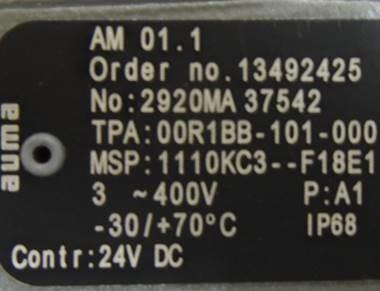 AM 01.1
Order no.13492425
No:2920MA 37542
TPA:00R1BB-101-000
MSP:1110KC3--F18E1
3 ~400V P:A1
-30/+70°C IP68
Contr:24V DC
auma